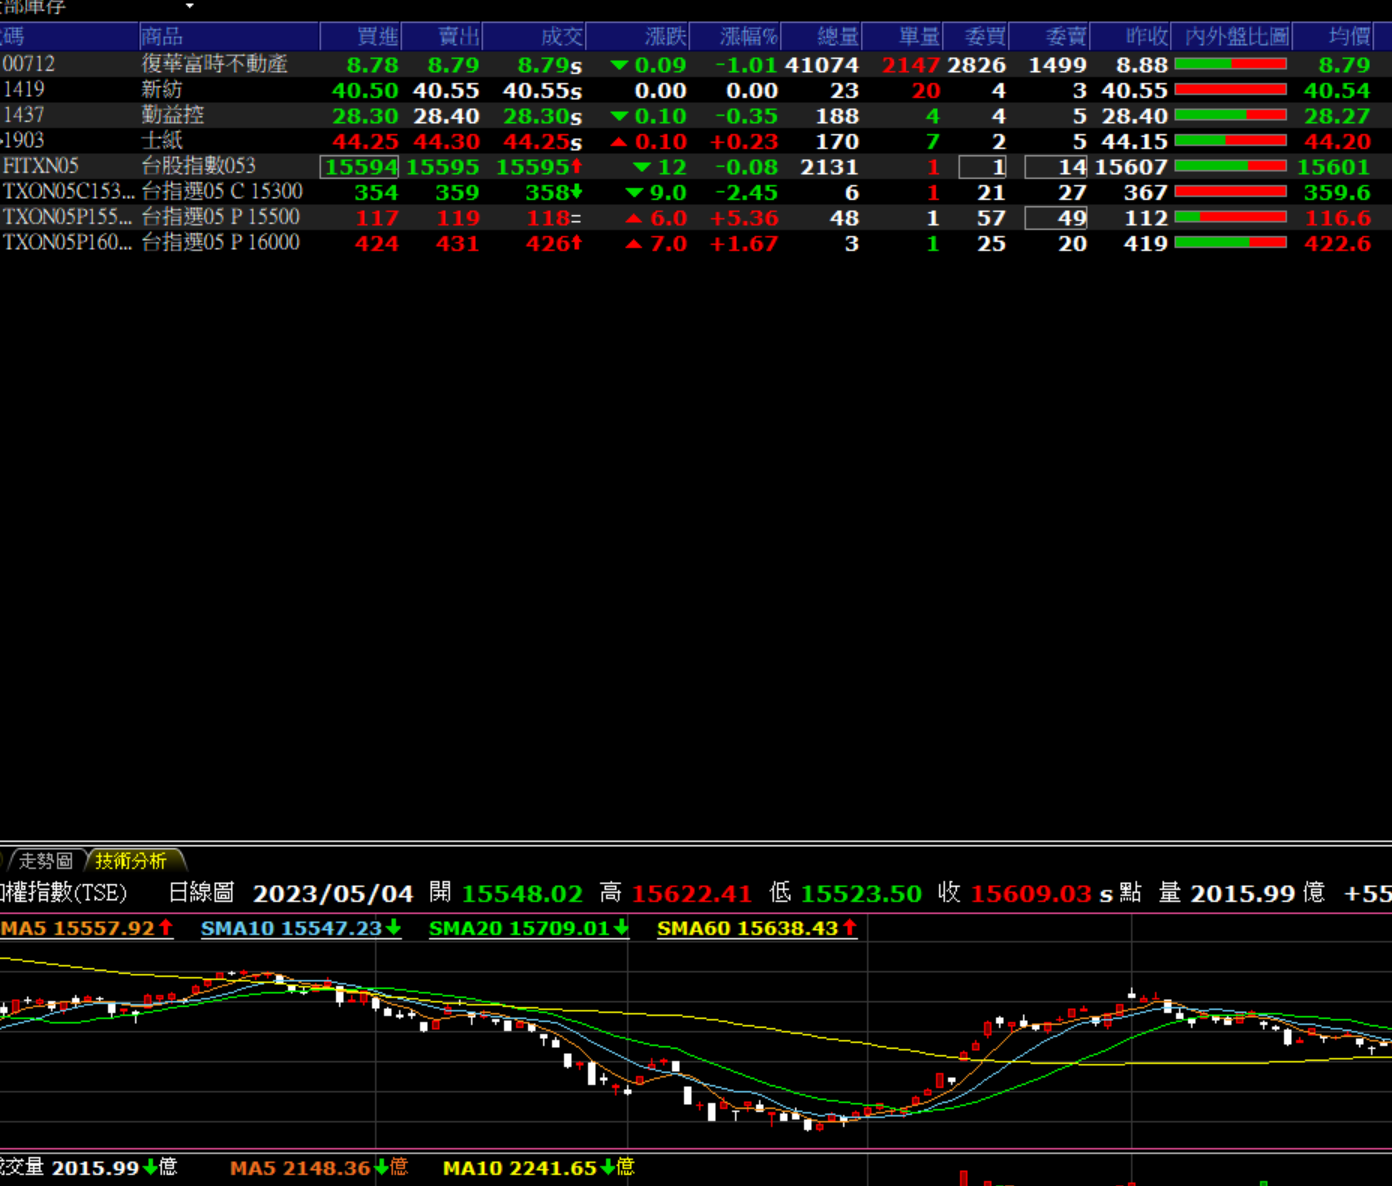 部庫存
碼 商品 買進 賣出 成交 漲跌 漲幅% 總量 單量 委買 委賣 昨收 內外盤比圖 均價
00712 復華富時不動產 8.78 8.79 8.79s ▼0.09 -1.01 41074 2147 2826 1499 8.88 8.79
1419 新紡 40.50 40.55 40.55s 0.00 0.00 23 20 4 3 40.55 40.54
1437 勤益控 28.30 28.40 28.30s ▼0.10 -0.35 188 4 4 5 28.40 28.27
1903 士紙 44.25 44.30 44.25s ▲0.10 +0.23 170 7 2 5 44.15 44.20
FITXN05 台股指數053 15594 15595 15595↑ ▼12 -0.08 2131 1 1 14 15607 15601
TXON05C153... 台指選05 C 15300 354 359 358↓ ▼9.0 -2.45 6 1 21 27 367 359.6
TXON05P155... 台指選05 P 15500 117 119 118= ▲6.0 +5.36 48 1 57 49 112 116.6
TXON05P160... 台指選05 P 16000 424 431 426↑ ▲7.0 +1.67 3 1 25 20 419 422.6
走勢圖 技術分析
權指數(TSE) 日線圖 2023/05/04 開 15548.02 高 15622.41 低 15523.50 收 15609.03 s 點 量 2015.99 億 +55
MA5 15557.92↑ SMA10 15547.23↓ SMA20 15709.01↓ SMA60 15638.43↑
交量 2015.99↓億 MA5 2148.36↓億 MA10 2241.65↓億